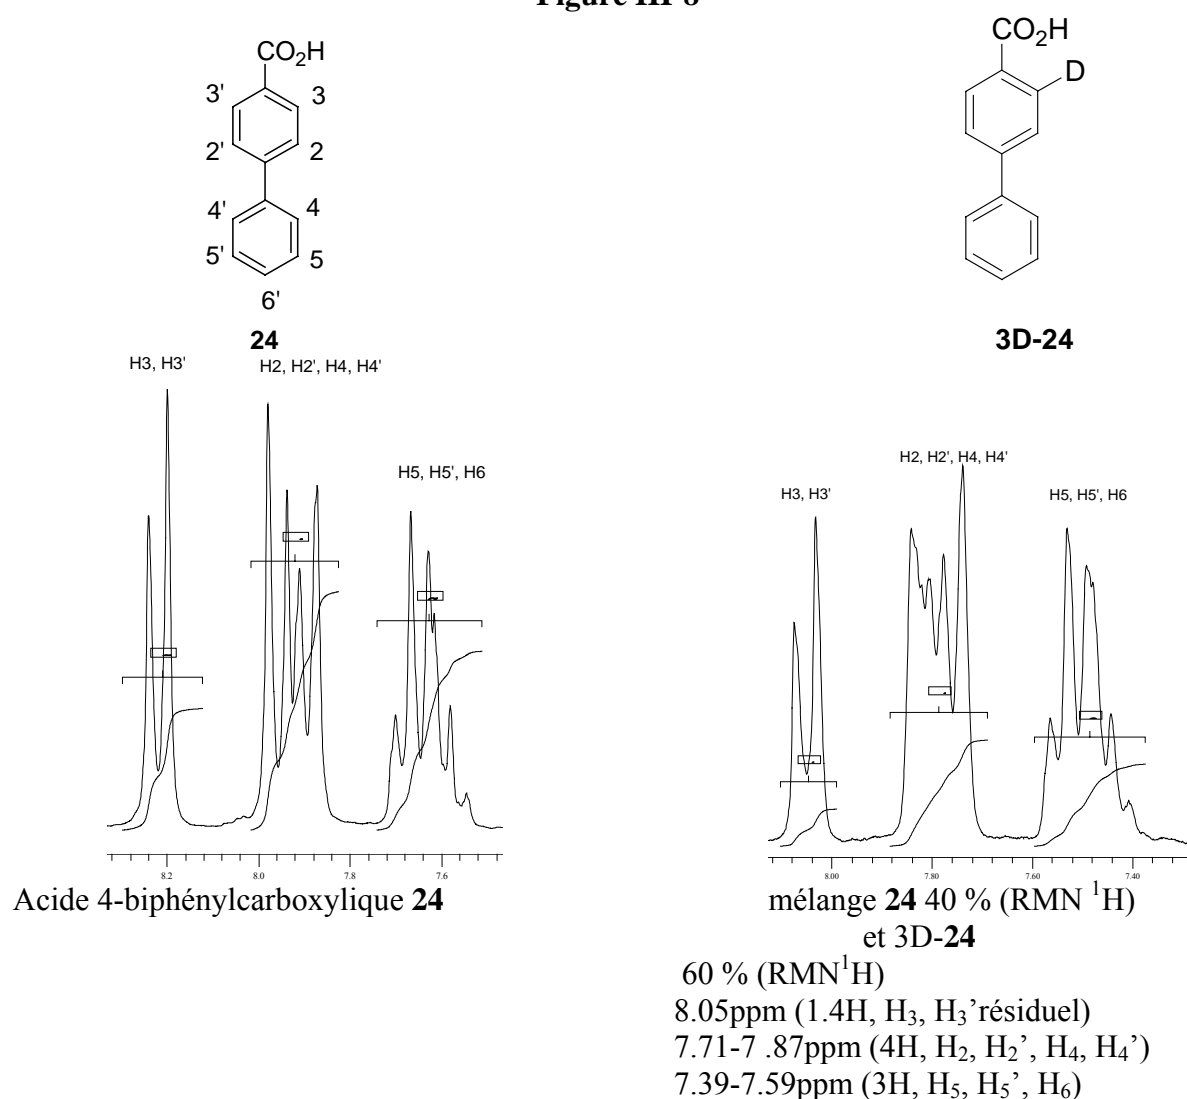 Figure III-8
CO2H
3'
3
2'
2
4'
4
5'
5
6'
24
CO2H
D
3D-24
H3, H3'
H2, H2', H4, H4'
H5, H5', H6
8.2
8.0
7.8
7.6
H3, H3'
H2, H2', H4, H4'
H5, H5', H6
8.00
7.80
7.60
7.40
Acide 4-biphénylcarboxylique 24
mélange 24 40 % (RMN 1H)
et 3D-24
60 % (RMN1H)
8.05ppm (1.4H, H3, H3’résiduel)
7.71-7 .87ppm (4H, H2, H2’, H4, H4’)
7.39-7.59ppm (3H, H5, H5’, H6)